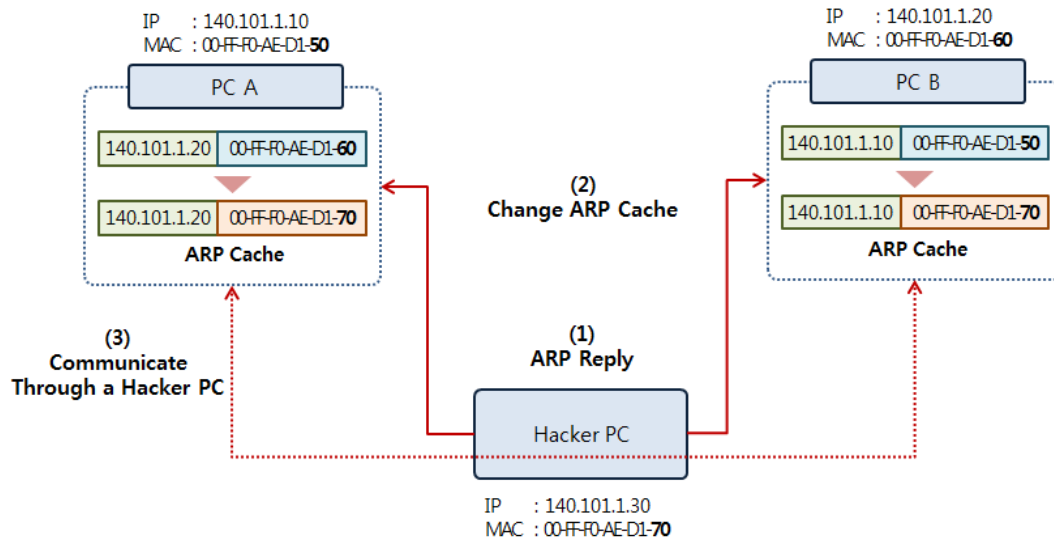 IP : 140.101.1.10
MAC : 00-FF-F0-AE-D1-50
PC A
140.101.1.20 00-FF-F0-AE-D1-60
140.101.1.20 00-FF-F0-AE-D1-70
ARP Cache
IP : 140.101.1.20
MAC : 00-FF-F0-AE-D1-60
PC B
140.101.1.10 00-FF-F0-AE-D1-50
140.101.1.10 00-FF-F0-AE-D1-70
ARP Cache
(2)
Change ARP Cache
(3)
Communicate
Through a Hacker PC
(1)
ARP Reply
Hacker PC
IP : 140.101.1.30
MAC : 00-FF-F0-AE-D1-70